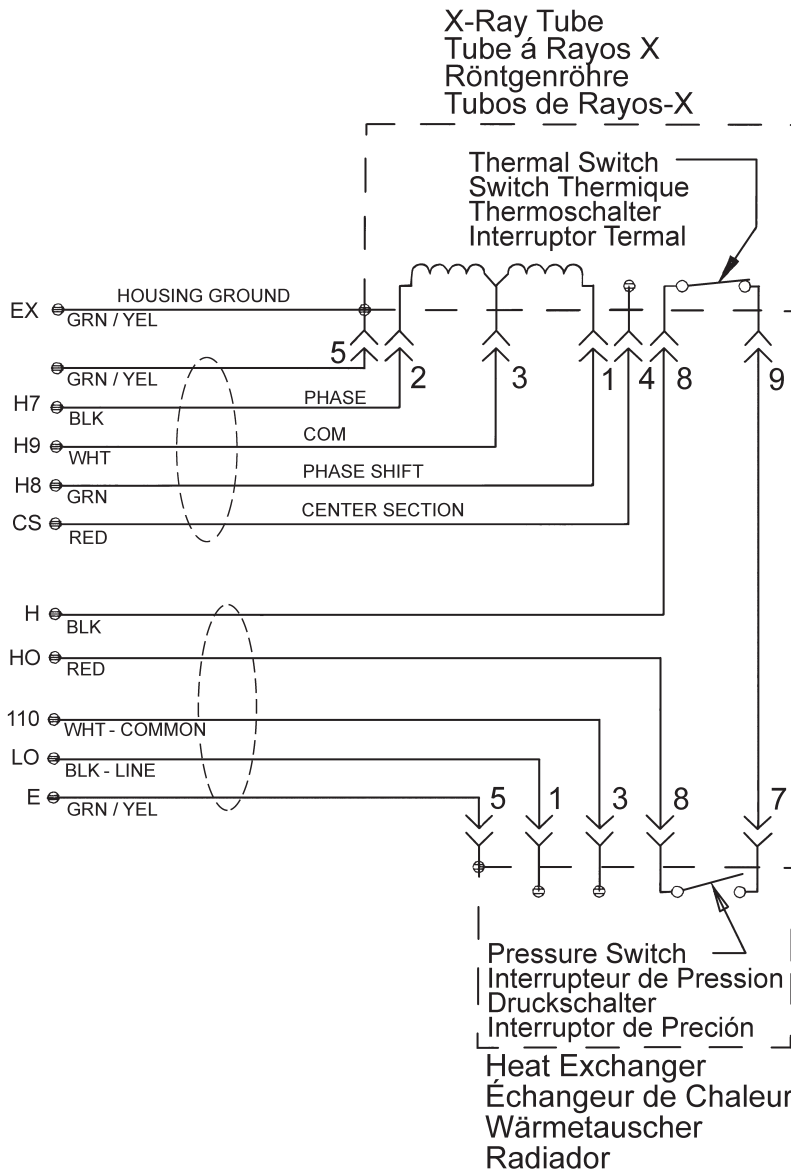 X-Ray Tube
Tube á Rayos X
Röntgenröhre
Tubos de Rayos-X
Thermal Switch
Switch Thermique
Thermoschalter
Interruptor Termal
EX
HOUSING GROUND
GRN / YEL
5
2
3
1
4
8
9
GRN / YEL
H7
BLK
PHASE
H9
WHT
COM
H8
GRN
PHASE SHIFT
CS
RED
CENTER SECTION
H
BLK
HO
RED
110
WHT - COMMON
LO
BLK - LINE
E
GRN / YEL
5
1
3
8
7
Pressure Switch
Interrupteur de Pression
Druckschalter
Interruptor de Preción
Heat Exchanger
Échangeur de Chaleur
Wärmetauscher
Radiador